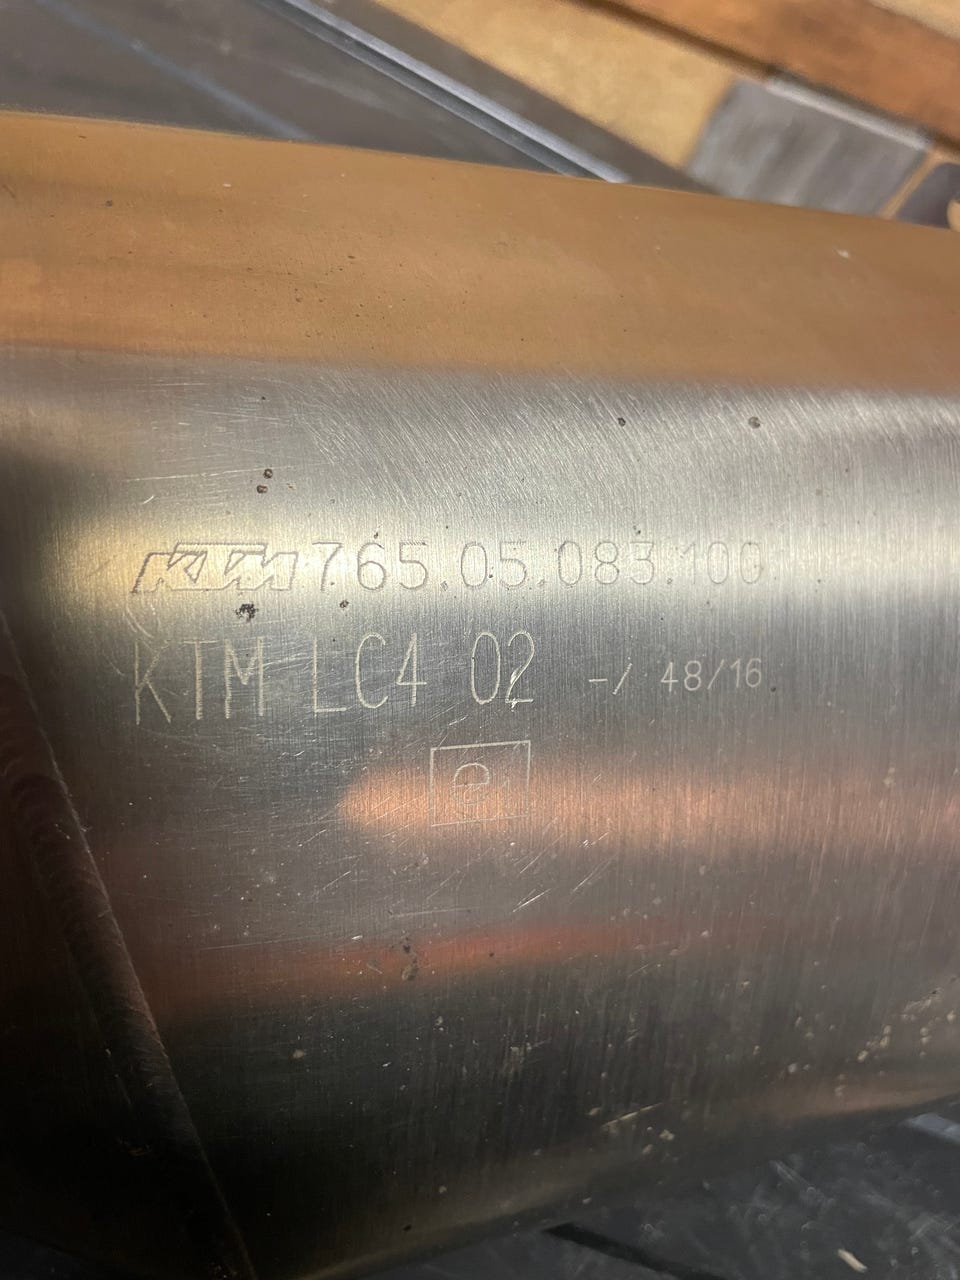 KTM 765.05.083.100
KTM LC4 02 -/ 48/16
e